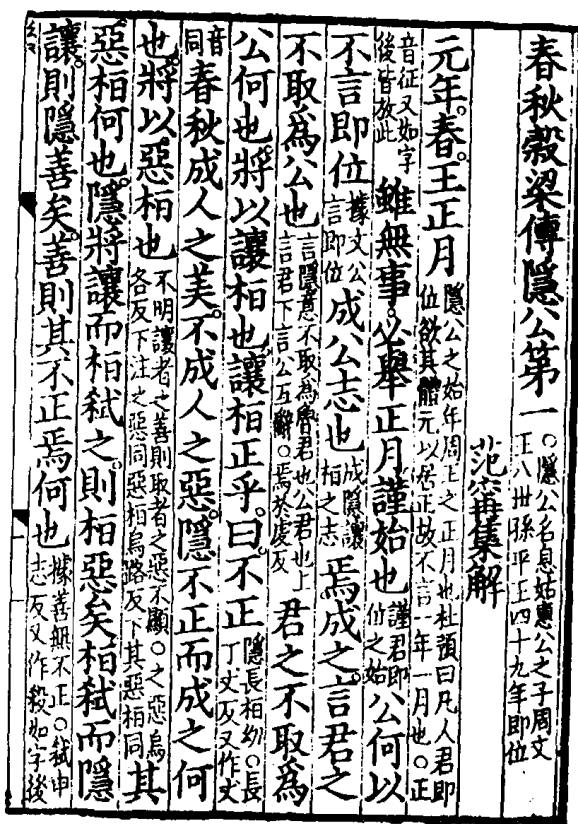 春秋穀梁傳隱公第一 ○隱公名息姑惠公之子周文王八丗孫平王四十九年即位
范甯集解
元年。春。王正月 隱公之始年周王之正月也杜預曰凡人君即位欲其體元以居正故不言一年一月也○正
音征又如字後皆放此 雖無事。必舉正月謹始也 謹君即位之始 公何以
不言即位 據文公言即位 成公志也 成隱讓桓之志 焉成之。言君之
不取為公也 言隱意不取為魯君也公君也上言君下言公互辭○焉於虔反 君之不取為
公何也。將以讓桓也。讓桓正乎。曰。不正 隱長桓幼○長丁丈反又作丈
音同 春秋成人之美。不成人之惡。隱不正而成之何
也。將以惡桓也 不明讓者之善則取者之惡不顯○之惡烏各反下注之惡同惡桓烏路反下其惡桓同 其
惡桓何也。隱將讓而桓弒之。則桓惡矣。桓弒而隱
讓。則隱善矣。善則其不正焉何也 據善無不正○弒申志反又作殺如字後